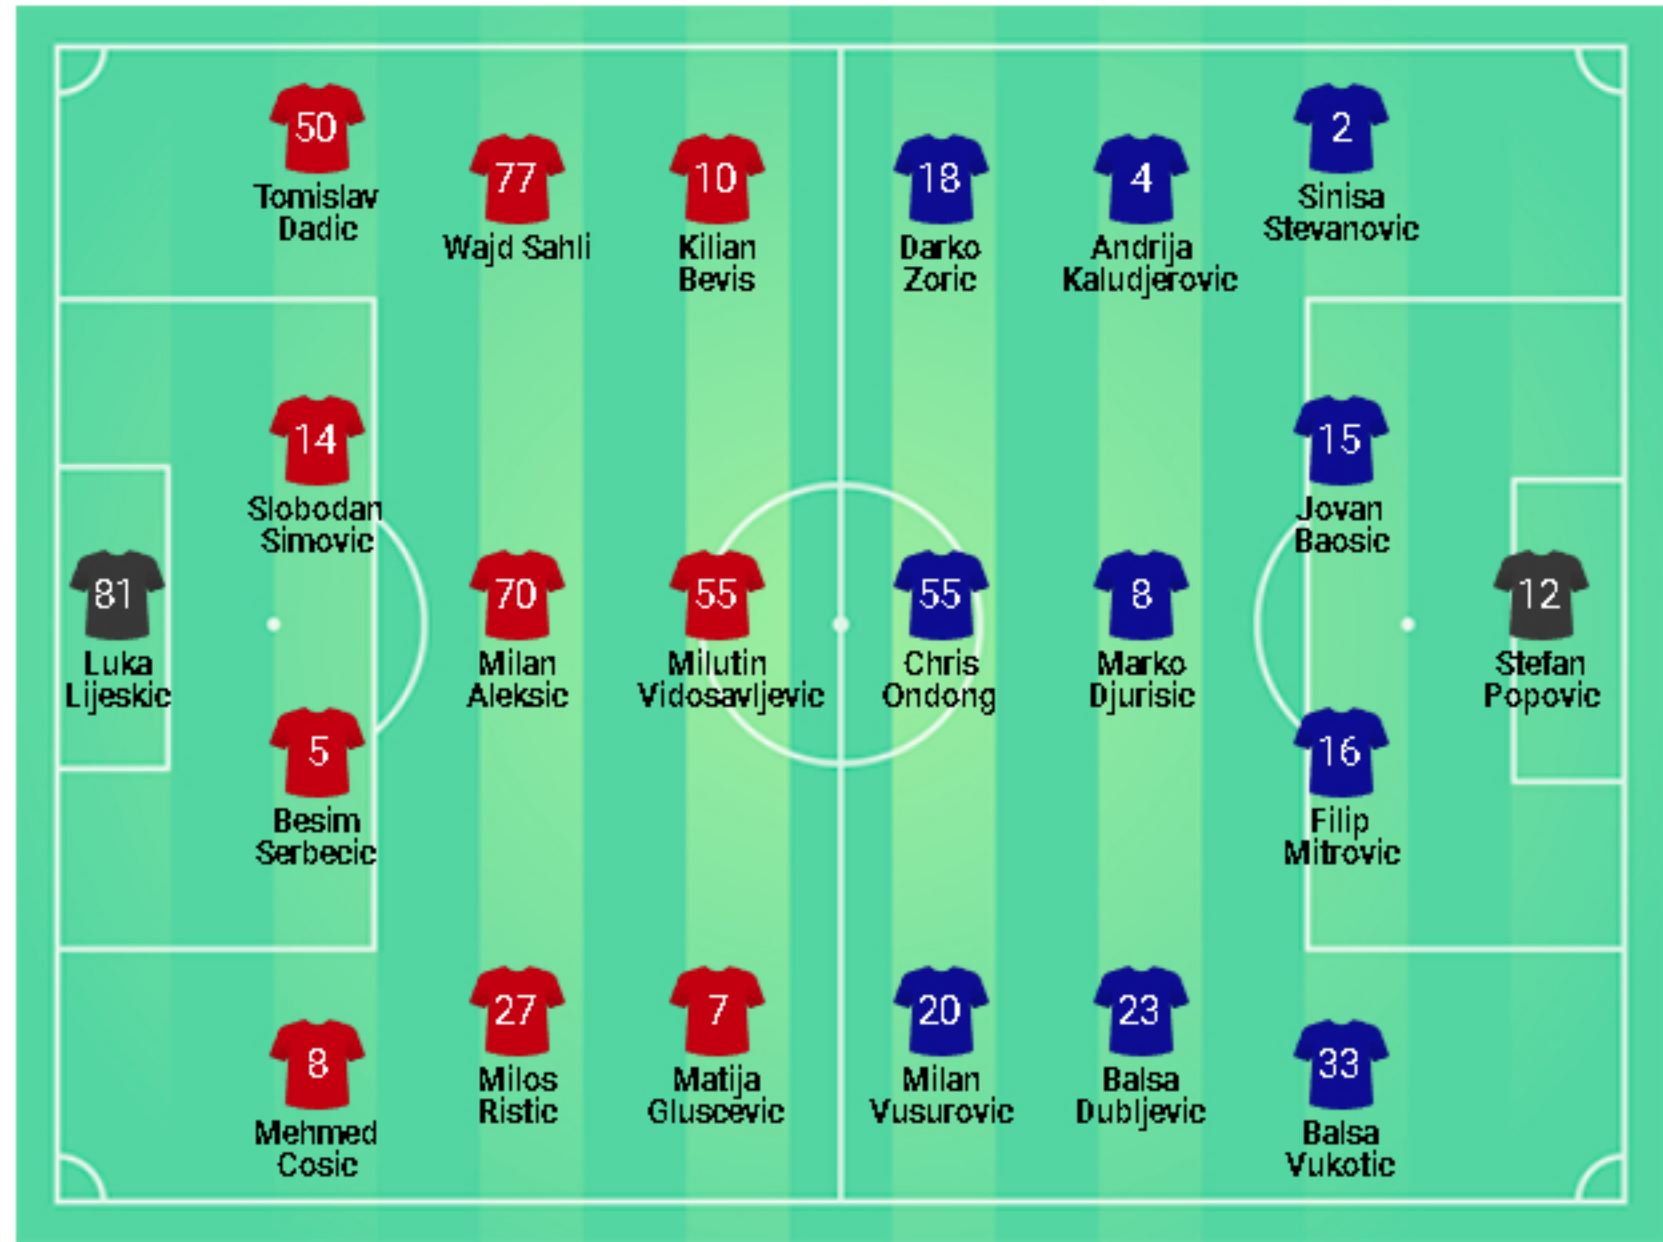 50
Tomislav
Dadic
77
Wajd Sahli
10
Kilian
Bevis
18
Darko
Zoric
4
Andrija
Kaludjerovic
2
Sinisa
Stevanovic
14
Slobodan
Simovic
15
Jovan
Baosic
81
Luka
Lijeskic
70
Milan
Aleksic
55
Milutin
Vidosavljevic
55
Chris
Ondong
8
Marko
Djurisic
12
Stefan
Popovic
5
Besim
Serbecic
16
Filip
Mitrovic
8
Mehmed
Cosic
27
Milos
Ristic
7
Matija
Gluscevic
20
Milan
Vusurovic
23
Balsa
Dubljevic
33
Balsa
Vukotic